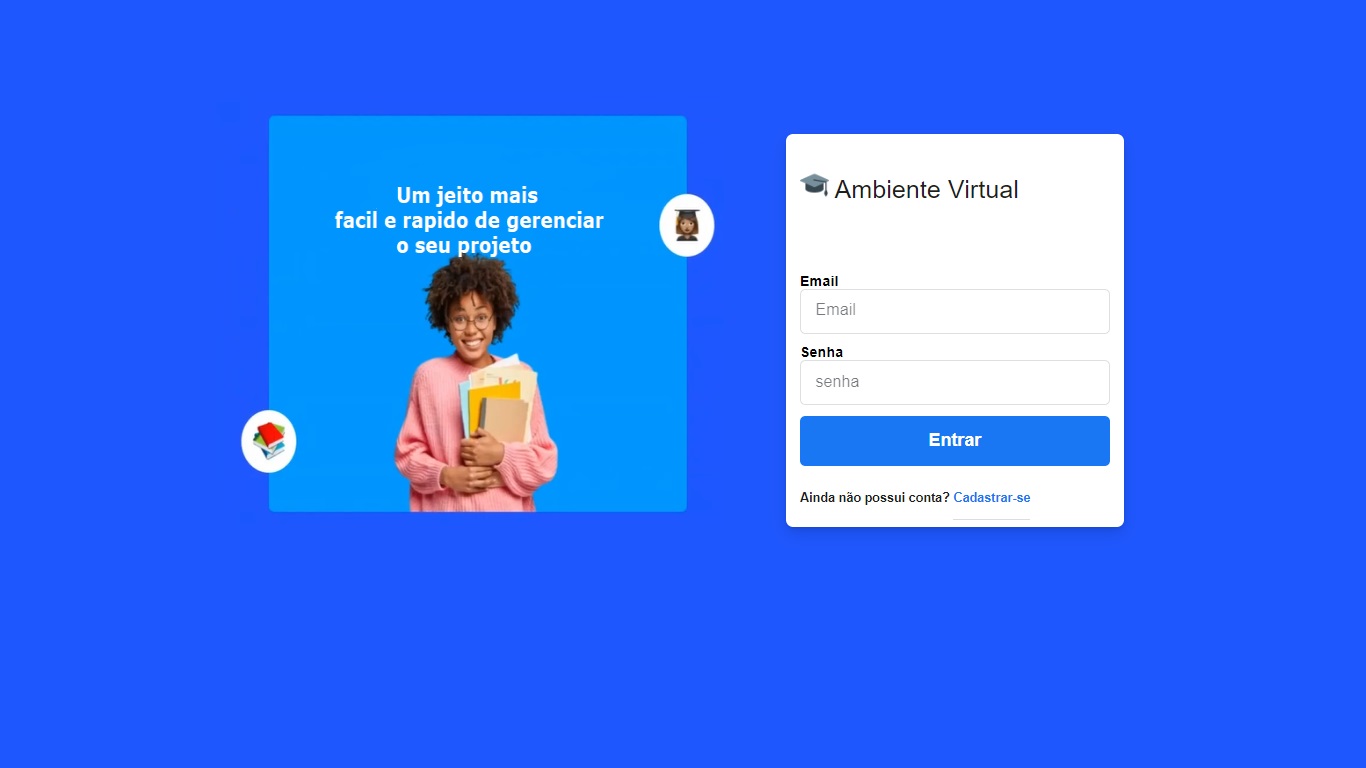 Um jeito mais
facil e rapido de gerenciar
o seu projeto
Ambiente Virtual
Email
Email
Senha
senha
Entrar
Ainda não possui conta? Cadastrar-se